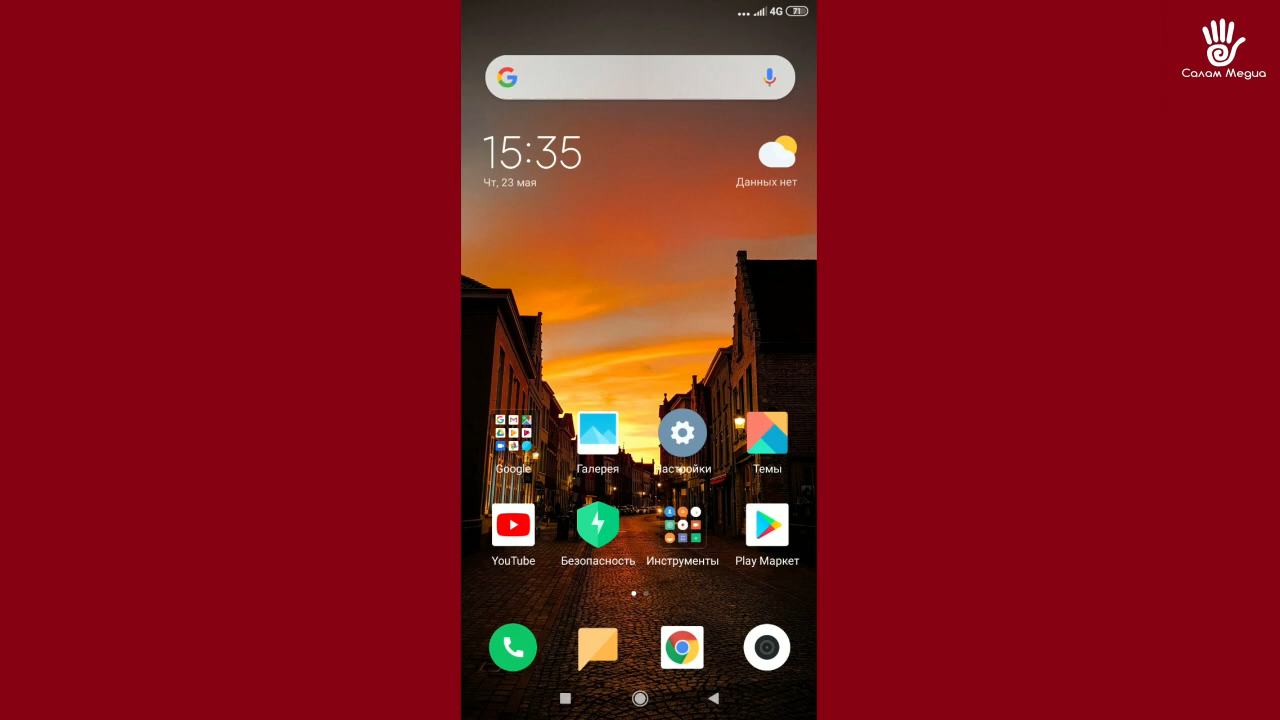 4G 71
Салам Медиа
15:35
Чт, 23 мая
Данных нет
Google
Галерея
Настройки
Темы
YouTube
Безопасность
Инструменты
Play Маркет